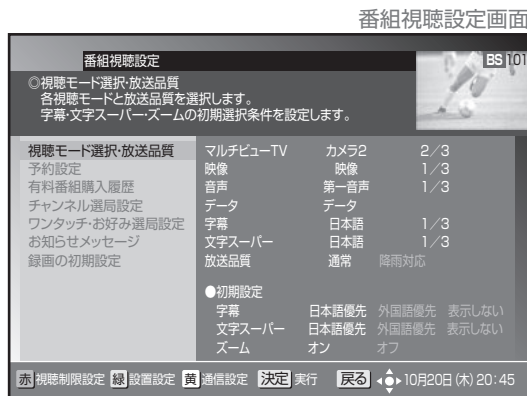 番組視聴設定画面
番組視聴設定
BS 101
◎視聴モード選択・放送品質
各視聴モードと放送品質を選択します。
字幕・文字スーパー・ズームの初期選択条件を設定します。
視聴モード選択・放送品質
予約設定
有料番組購入履歴
チャンネル選局設定
ワンタッチ・お好み選局設定
お知らせメッセージ
録画の初期設定
マルチビューTV カメラ2 2/3
映像 映像 1/3
音声 第一音声 1/3
データ データ
字幕 日本語 1/3
文字スーパー 日本語 1/3
放送品質 通常 降雨対応
●初期設定
字幕 日本語優先 外国語優先 表示しない
文字スーパー 日本語優先 外国語優先 表示しない
ズーム オン オフ
赤 視聴制限設定 緑 設置設定 黄 通信設定 決定 実行 戻る 10月20日(木)20:45